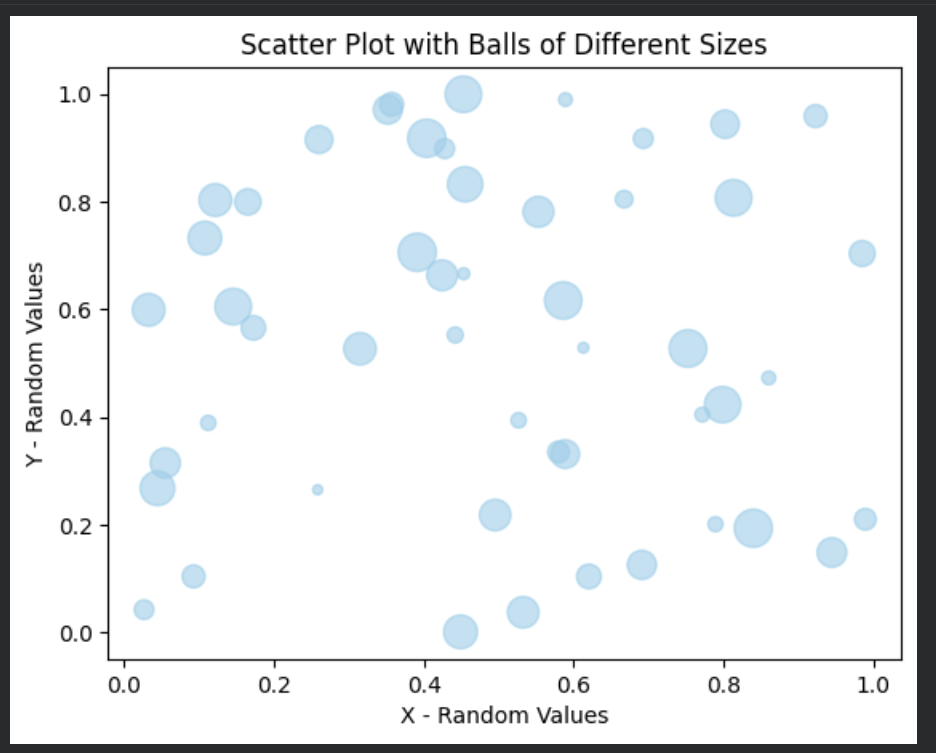 Scatter Plot with Balls of Different Sizes
1.0
0.8
0.6
0.4
0.2
0.0
Y - Random Values
0.0 0.2 0.4 0.6 0.8 1.0
X - Random Values